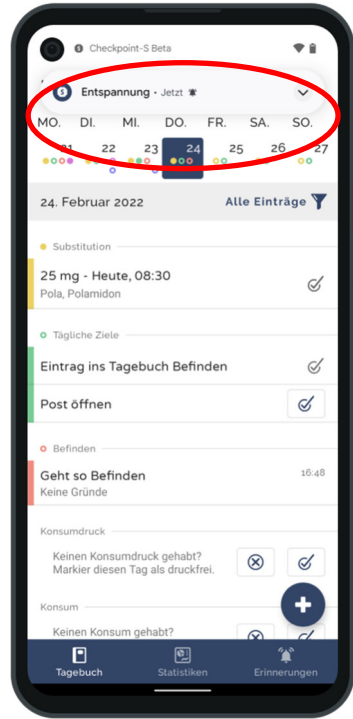 Checkpoint-S Beta
S Entspannung • Jetzt
MO. DI. MI. DO. FR. SA. SO.
21 22 23 24 25 26 27
24. Februar 2022 Alle Einträge
Substitution
25 mg - Heute, 08:30
Pola, Polamidon
Tägliche Ziele
Eintrag ins Tagebuch Befinden
Post öffnen
Befinden
Geht so Befinden 16:48
Keine Gründe
Konsumdruck
Keinen Konsumdruck gehabt?
Markier diesen Tag als druckfrei.
Konsum
Keinen Konsum gehabt?
Tagebuch Statistiken Erinnerungen